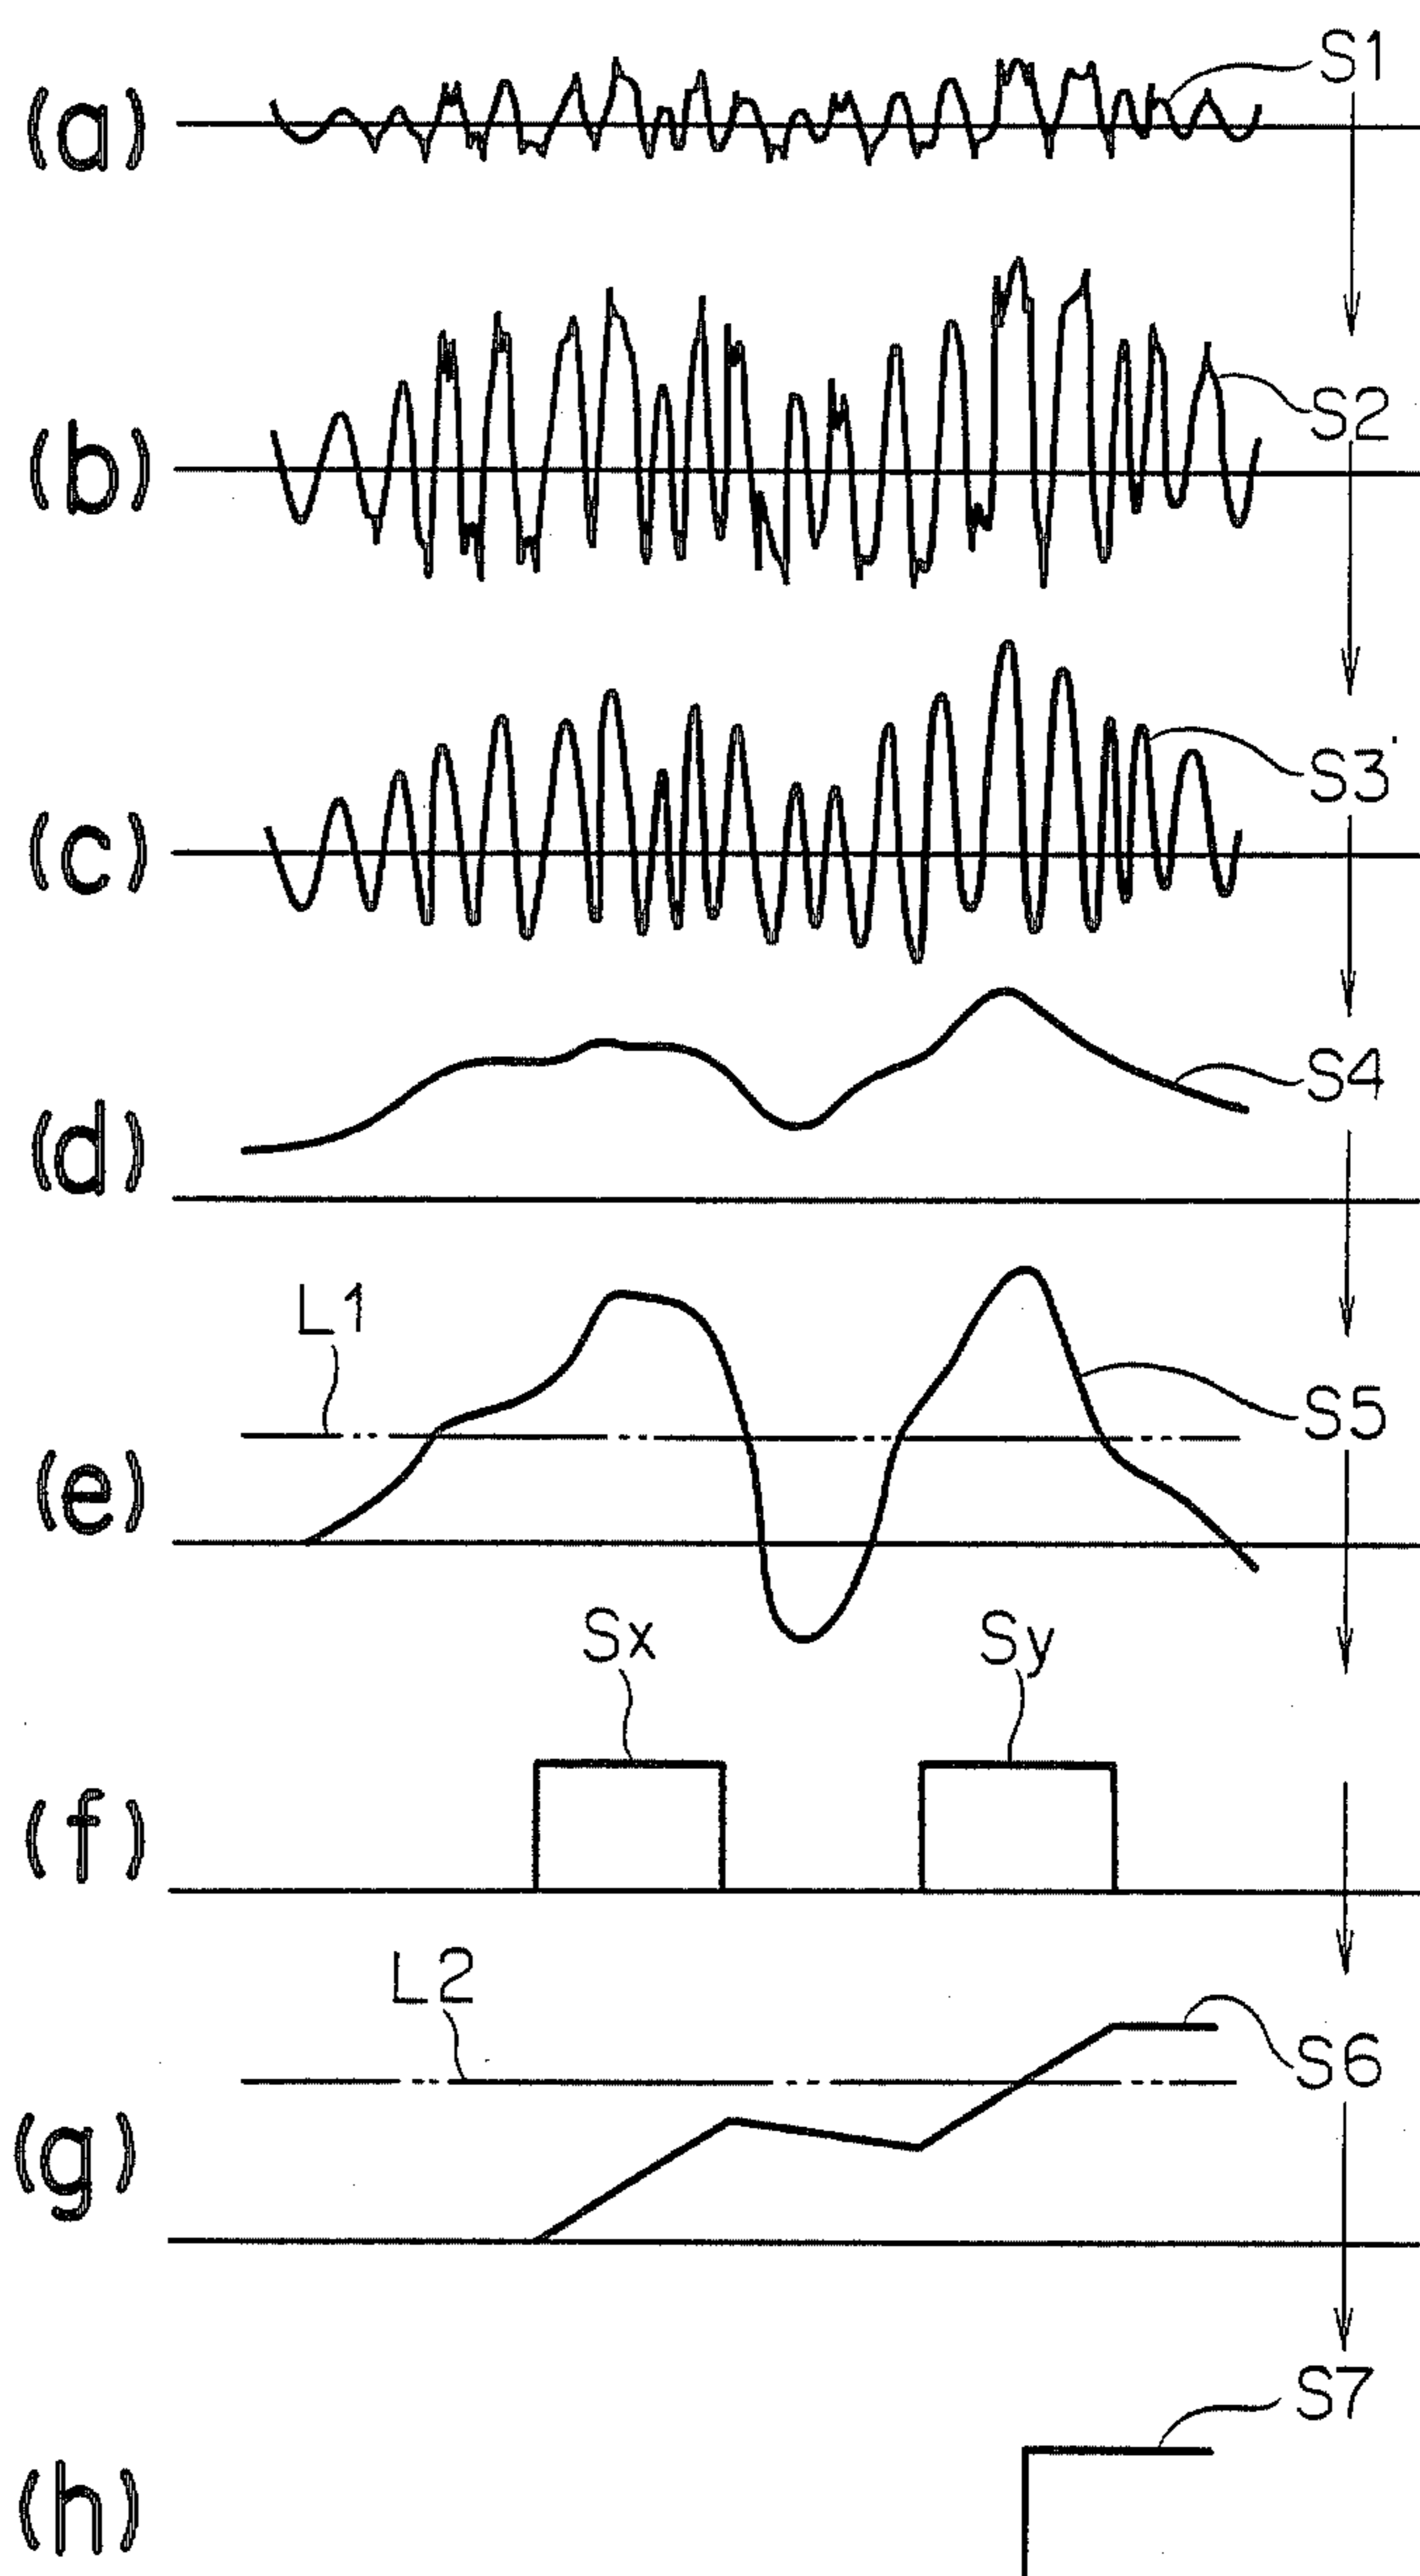 (a)
S1
(b)
S2
(c)
S3
(d)
S4
L1
(e)
S5
Sx
Sy
(f)
L2
(g)
S6
S7
(h)